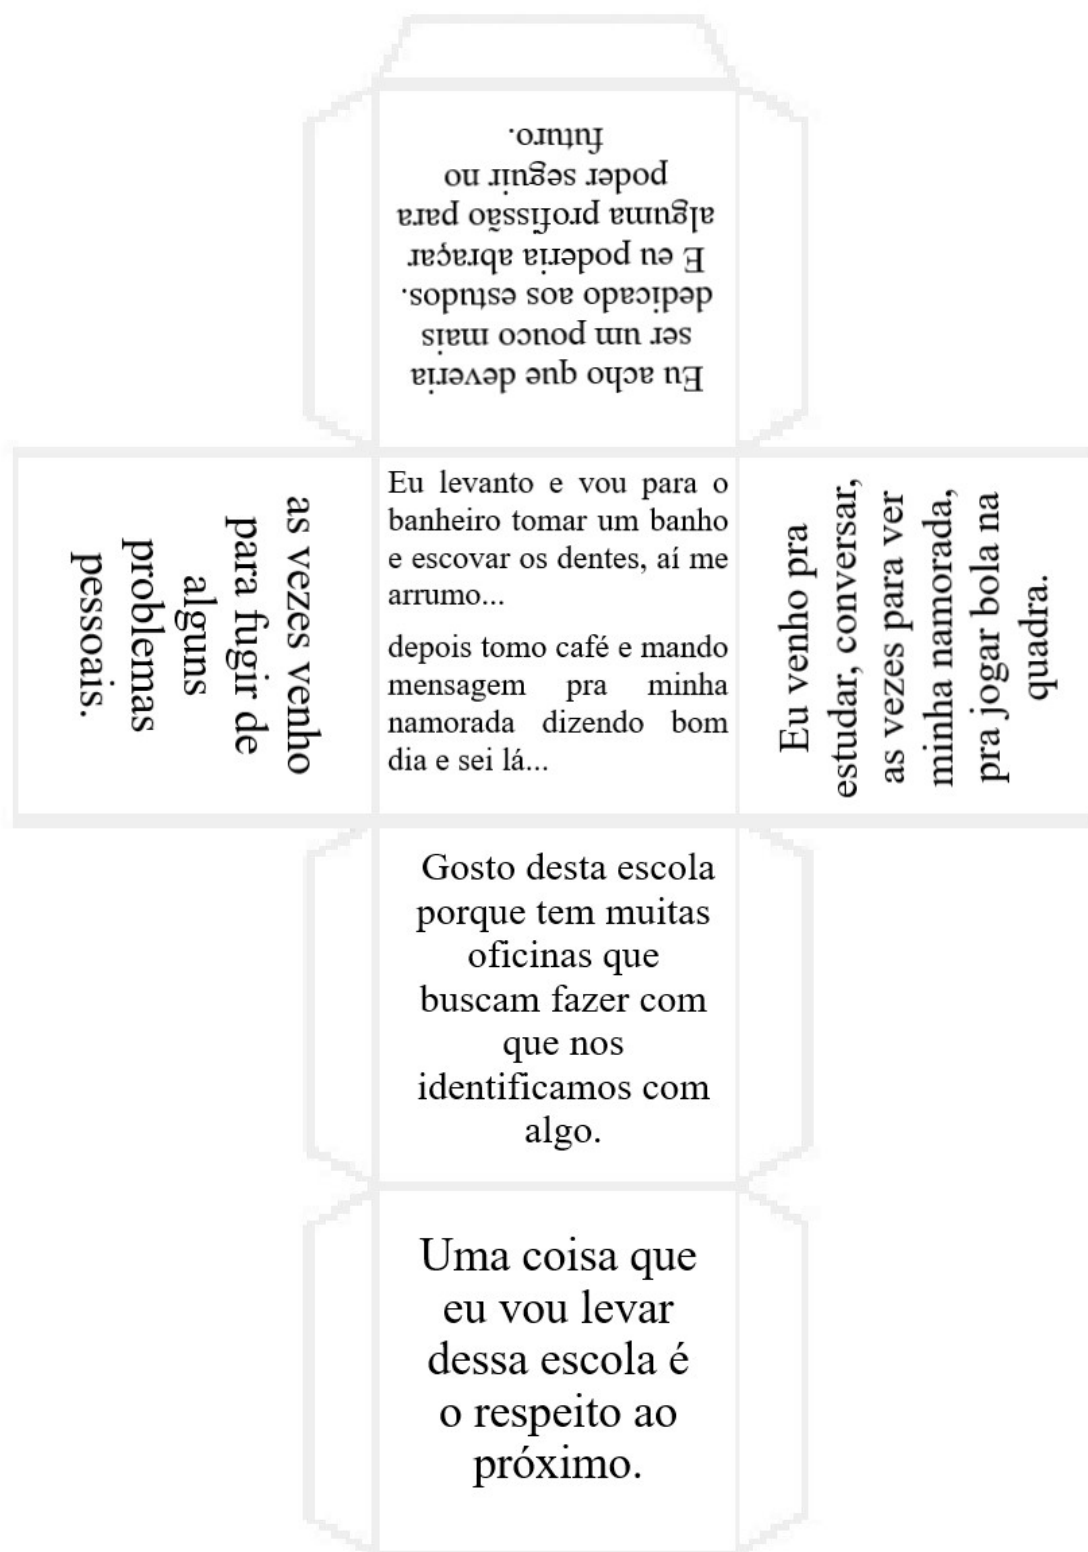 Eu acho que deveria
ser um pouco mais
dedicado aos estudos.
E eu poderia abraçar
alguma profissão para
poder seguir no
futuro.
as vezes venho
para fugir de
alguns
problemas
pessoais.
Eu levanto e vou para o
banheiro tomar um banho
e escovar os dentes, aí me
arrumo...
depois tomo café e mando
mensagem pra minha
namorada dizendo bom
dia e sei lá...
Eu venho pra
estudar, conversar,
as vezes para ver
minha namorada,
pra jogar bola na
quadra.
Gosto desta escola
porque tem muitas
oficinas que
buscam fazer com
que nos
identificamos com
algo.
Uma coisa que
eu vou levar
dessa escola é
o respeito ao
próximo.